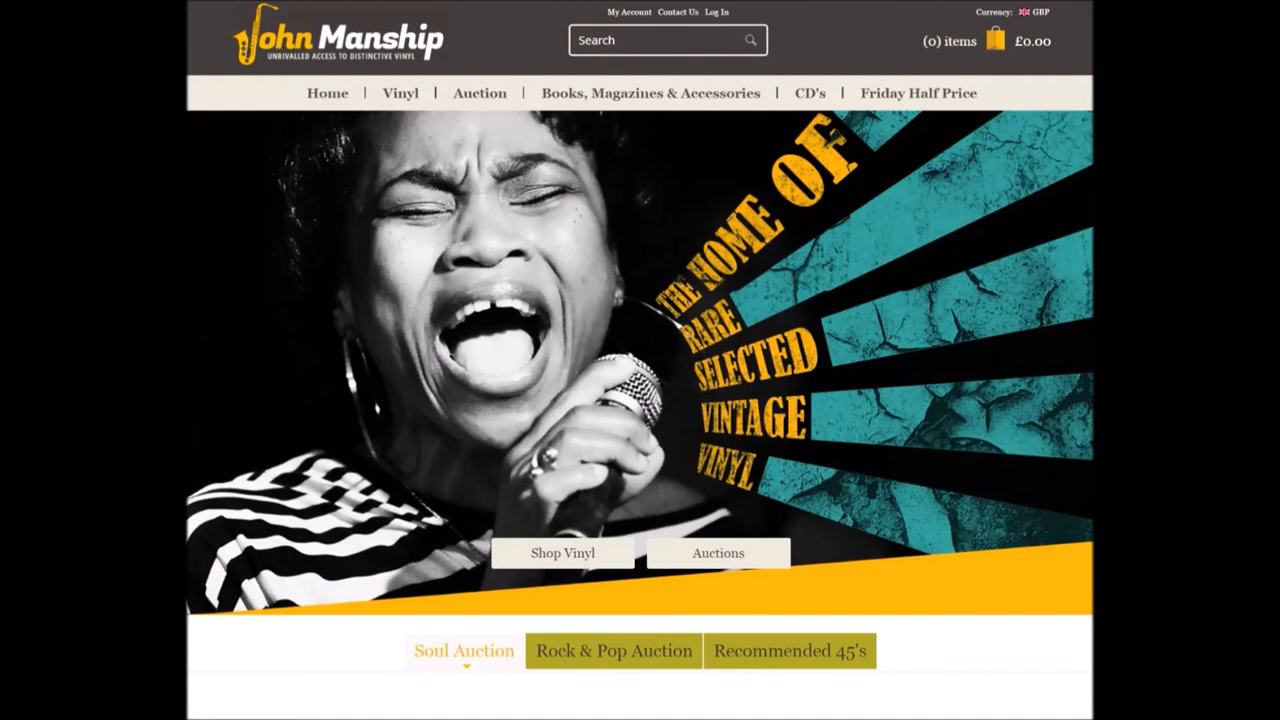 My Account Contact Us Log In
Currency: GBP
John Manship
UNRIVALLED ACCESS TO DISTINCTIVE VINYL
Search
(0) items £0.00
Home | Vinyl | Auction | Books, Magazines & Accessories | CD's | Friday Half Price
THE HOME OF
RARE
SELECTED
VINTAGE
VINYL
Shop Vinyl Auctions
Soul Auction Rock & Pop Auction Recommended 45's